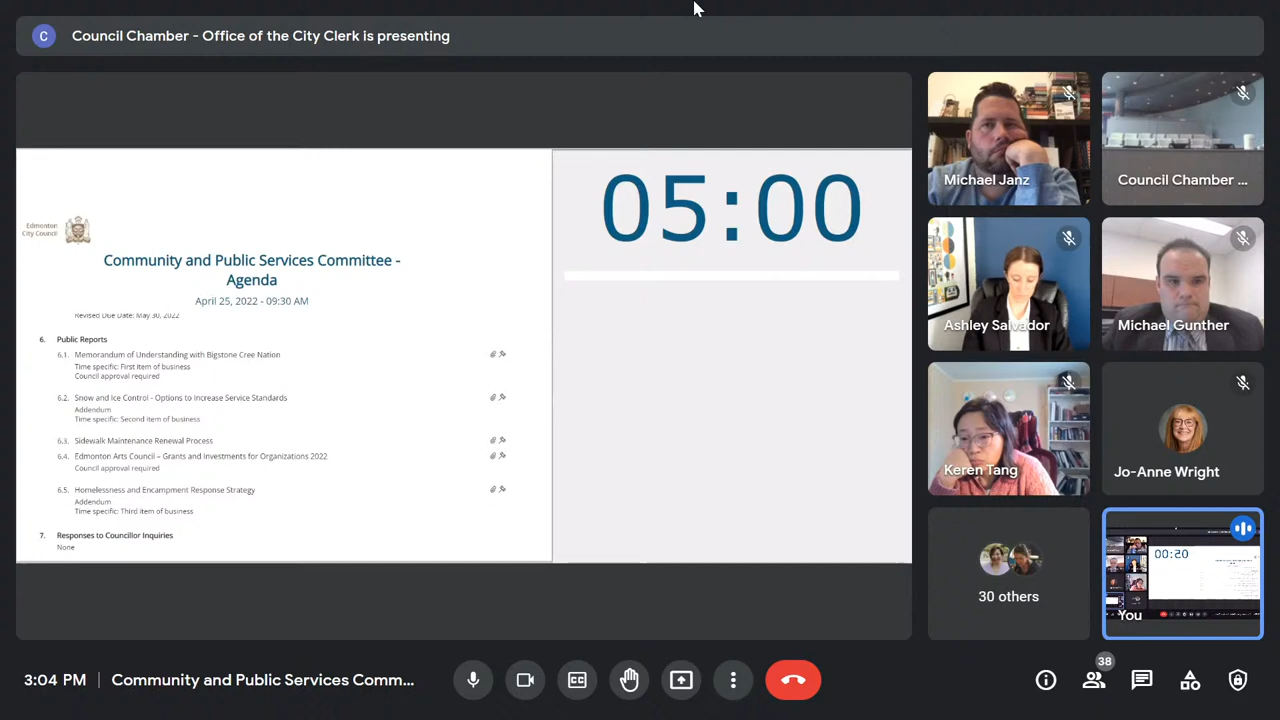 C
Council Chamber - Office of the City Clerk is presenting
Edmonton
City Council
Community and Public Services Committee -
Agenda
April 25, 2022 - 09:30 AM
Revised Due Date: May 30, 2022
6. Public Reports
6.1. Memorandum of Understanding with Bigstone Cree Nation
Time specific: First item of business
Council approval required
6.2. Snow and Ice Control - Options to Increase Service Standards
Addendum
Time specific: Second item of business
6.3. Sidewalk Maintenance Renewal Process
6.4. Edmonton Arts Council – Grants and Investments for Organizations 2022
Council approval required
6.5. Homelessness and Encampment Response Strategy
Addendum
Time specific: Third item of business
7. Responses to Councillor Inquiries
None
05:00
Michael Janz
Council Chamber ...
Ashley Salvador
Michael Gunther
Keren Tang
Jo-Anne Wright
30 others
00:50
You
3:04 PM
Community and Public Services Comm...
CC
38